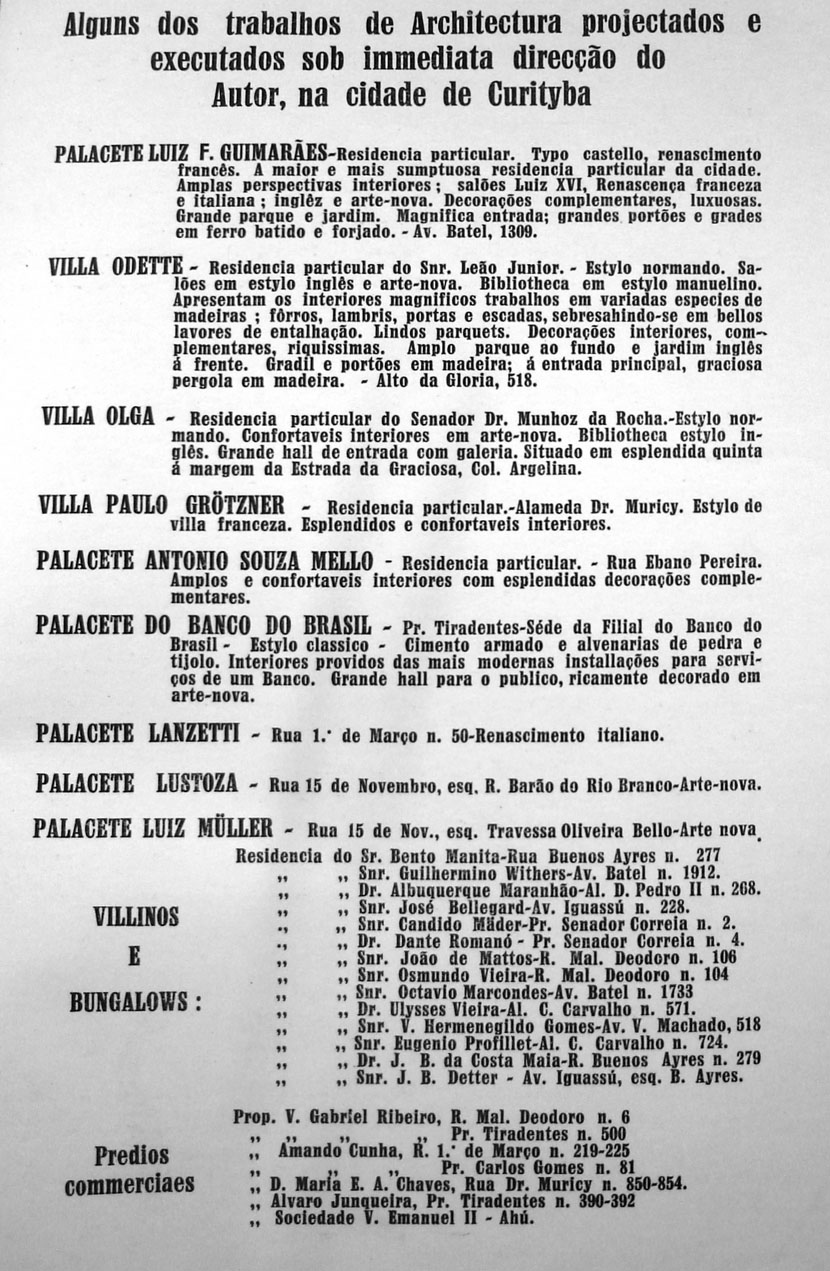 Alguns dos trabalhos de Architectura projectados e
executados sob immediata direcção do
Autor, na cidade de Curityba
PALACETE LUIZ F. GUIMARÃES-Residencia particular. Typo castello, renascimento
francês. A maior e mais sumptuosa residencia particular da cidade.
Amplas perspectivas interiores; salões Luiz XVI, Renascença franceza
e italiana; inglêz e arte-nova. Decorações complementares, luxuosas.
Grande parque e jardim. Magnifica entrada; grandes portões e grades
em ferro batido e forjado. - Av. Batel, 1309.
VILLA ODETTE - Residencia particular do Snr. Leão Junior. - Estylo normando. Sa-
lões em estylo inglês e arte-nova. Bibliotheca em estylo manuelino.
Apresentam os interiores magnificos trabalhos em variadas especies de
madeiras ; fôrros, lambris, portas e escadas, sebresahindo-se em bellos
lavores de entalhação. Lindos parquets. Decorações interiores, com-
plementares, riquissimas. Amplo parque ao fundo e jardim inglês
á frente. Gradil e portões em madeira; á entrada principal, graciosa
pergola em madeira. - Alto da Gloria, 518.
VILLA OLGA - Residencia particular do Senador Dr. Munhoz da Rocha.-Estylo nor-
mando. Confortaveis interiores em arte-nova. Bibliotheca estylo in-
glês. Grande hall de entrada com galeria. Situado em esplendida quinta
á margem da Estrada da Graciosa, Col. Argelina.
VILLA PAULO GRÖTZNER - Residencia particular.-Alameda Dr. Muricy. Estylo de
villa franceza. Esplendidos e confortaveis interiores.
PALACETE ANTONIO SOUZA MELLO - Residencia particular. - Rua Ebano Pereira.
Amplos e confortaveis interiores com esplendidas decorações comple-
mentares.
PALACETE DO BANCO DO BRASIL - Pr. Tiradentes-Séde da Filial do Banco do
Brasil - Estylo classico - Cimento armado e alvenarias de pedra e
tijolo. Interiores providos das mais modernas installações para servi-
ços de um Banco. Grande hall para o publico, ricamente decorado em
arte-nova.
PALACETE LANZETTI - Rua 1.º de Março n. 50-Renascimento italiano.
PALACETE LUSTOZA - Rua 15 de Novembro, esq. R. Barão do Rio Branco-Arte-nova.
PALACETE LUIZ MÜLLER - Rua 15 de Nov., esq. Travessa Oliveira Bello-Arte nova.
VILLINOS
E
BUNGALOWS :
Residencia do Sr. Bento Manita-Rua Buenos Ayres n. 277
„ „ Snr. Guilhermino Withers-Av. Batel n. 1912.
„ „ Dr. Albuquerque Maranhão-Al. D. Pedro II n. 268.
„ „ Snr. José Bellegard-Av. Iguassú n. 228.
„ „ Snr. Candido Mäder-Pr. Senador Correia n. 2.
„ „ Dr. Dante Romanó - Pr. Senador Correia n. 4.
„ „ Snr. João de Mattos-R. Mal. Deodoro n. 106
„ „ Snr. Osmundo Vieira-R. Mal. Deodoro n. 104
„ „ Snr. Octavio Marcondes-Av. Batel n. 1733
„ „ Dr. Ulysses Vieira-Al. C. Carvalho n. 571.
„ „ Snr. V. Hermenegildo Gomes-Av. V. Machado, 518
„ „ Snr. Eugenio Profillet-Al. C. Carvalho n. 724.
„ „ Dr. J. B. da Costa Maia-R. Buenos Ayres n. 279
„ „ Snr. J. B. Detter - Av. Iguassú, esq. B. Ayres.
Predios
commerciaes
Prop. V. Gabriel Ribeiro, R. Mal. Deodoro n. 6
„ „ „ „ Pr. Tiradentes n. 500
„ Amando Cunha, R. 1.º de Março n. 219-225
„ „ „ Pr. Carlos Gomes n. 81
„ D. Maria E. A. Chaves, Rua Dr. Muricy n. 850-854.
„ Alvaro Junqueira, Pr. Tiradentes n. 390-392
„ Sociedade V. Emanuel II - Ahú.